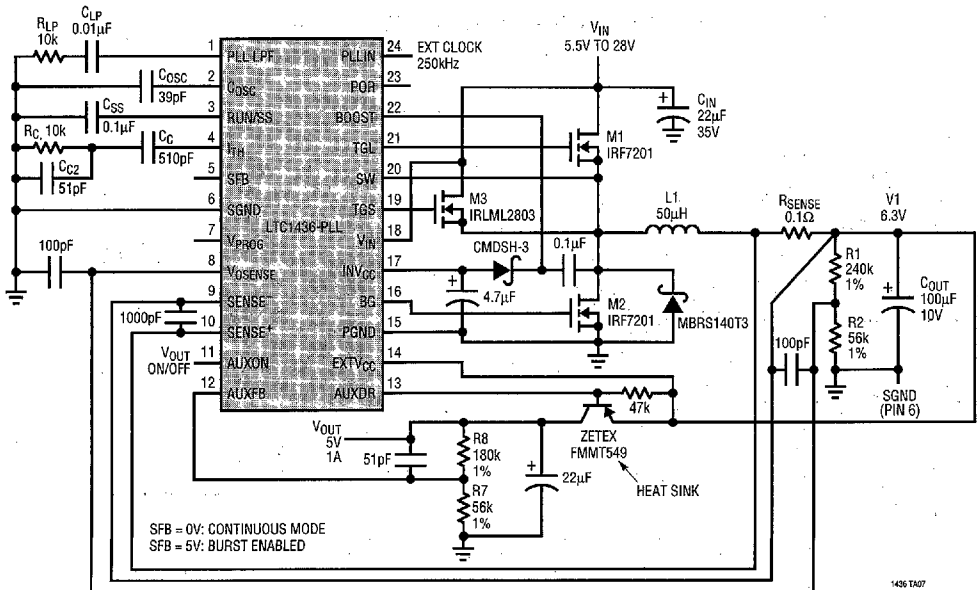 RLP
10k
CLP
0.01µF
COSC
39pF
CSS
0.1µF
RC, 10k
CC
510pF
CC2
51pF
100pF
1000pF
VOUT
ON/OFF
1
2
3
4
5
6
7
8
9
10
11
12
PLL LPF
COSC
RUN/SS
ITH
SFB
SGND
VPROG
VOSENSE
SENSE–
SENSE+
AUXON
AUXFB
LTC1436-PLL
PLLIN
POR
BOOST
TGL
SW
TGS
VIN
INVCC
BG
PGND
EXTVCC
AUXDR
24
23
22
21
20
19
18
17
16
15
14
13
EXT CLOCK
250kHz
VIN
5.5V TO 28V
+
CIN
22µF
35V
M1
IRF7201
M3
IRLML2803
L1
50µH
RSENSE
0.1Ω
V1
6.3V
CMDSH-3
0.1µF
+
4.7µF
M2
IRF7201
MBRS140T3
R1
240k
1%
R2
56k
1%
+
COUT
100µF
10V
100pF
SGND
(PIN 6)
47k
ZETEX
FMMT549
HEAT SINK
VOUT
5V
1A
51pF
R8
180k
1%
R7
56k
1%
+
22µF
SFB = 0V: CONTINUOUS MODE
SFB = 5V: BURST ENABLED
1436 TA07